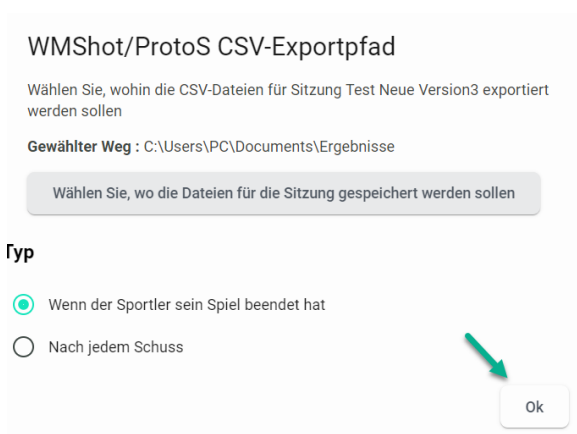 WMShot/ProtoS CSV-Exportpfad
Wählen Sie, wohin die CSV-Dateien für Sitzung Test Neue Version3 exportiert
werden sollen
Gewählter Weg : C:\Users\PC\Documents\Ergebnisse
Wählen Sie, wo die Dateien für die Sitzung gespeichert werden sollen
Typ
Wenn der Sportler sein Spiel beendet hat
Nach jedem Schuss
Ok